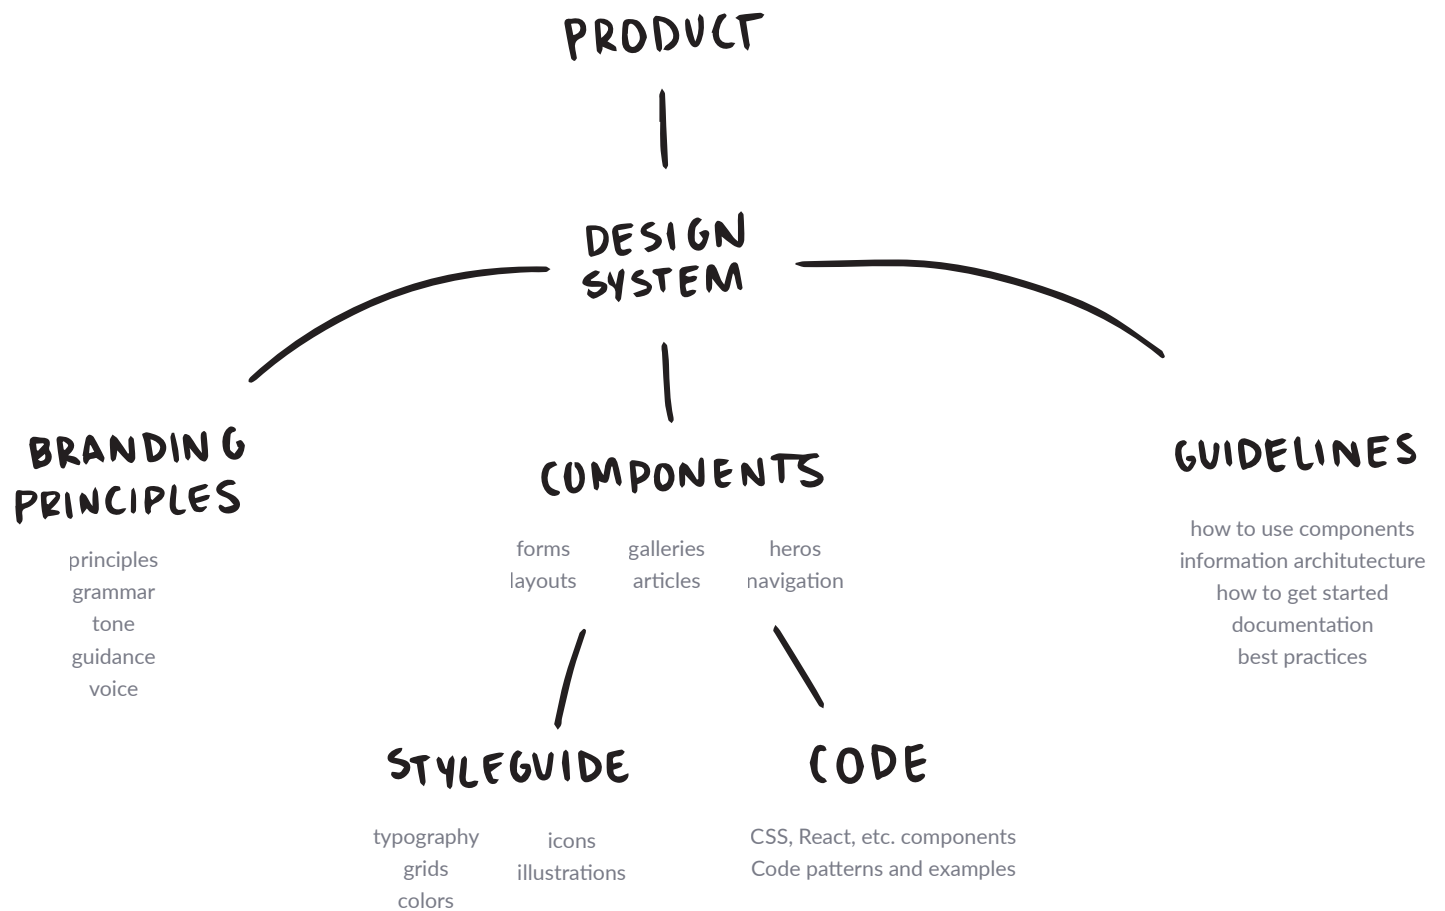 PRODUCT
DESIGN
SYSTEM
BRANDING
PRINCIPLES
principles
grammar
tone
guidance
voice
COMPONENTS
forms galleries heros
layouts articles navigation
GUIDELINES
how to use components
information architutecture
how to get started
documentation
best practices
STYLEGUIDE
typography
grids
colors
icons
illustrations
CODE
CSS, React, etc. components
Code patterns and examples